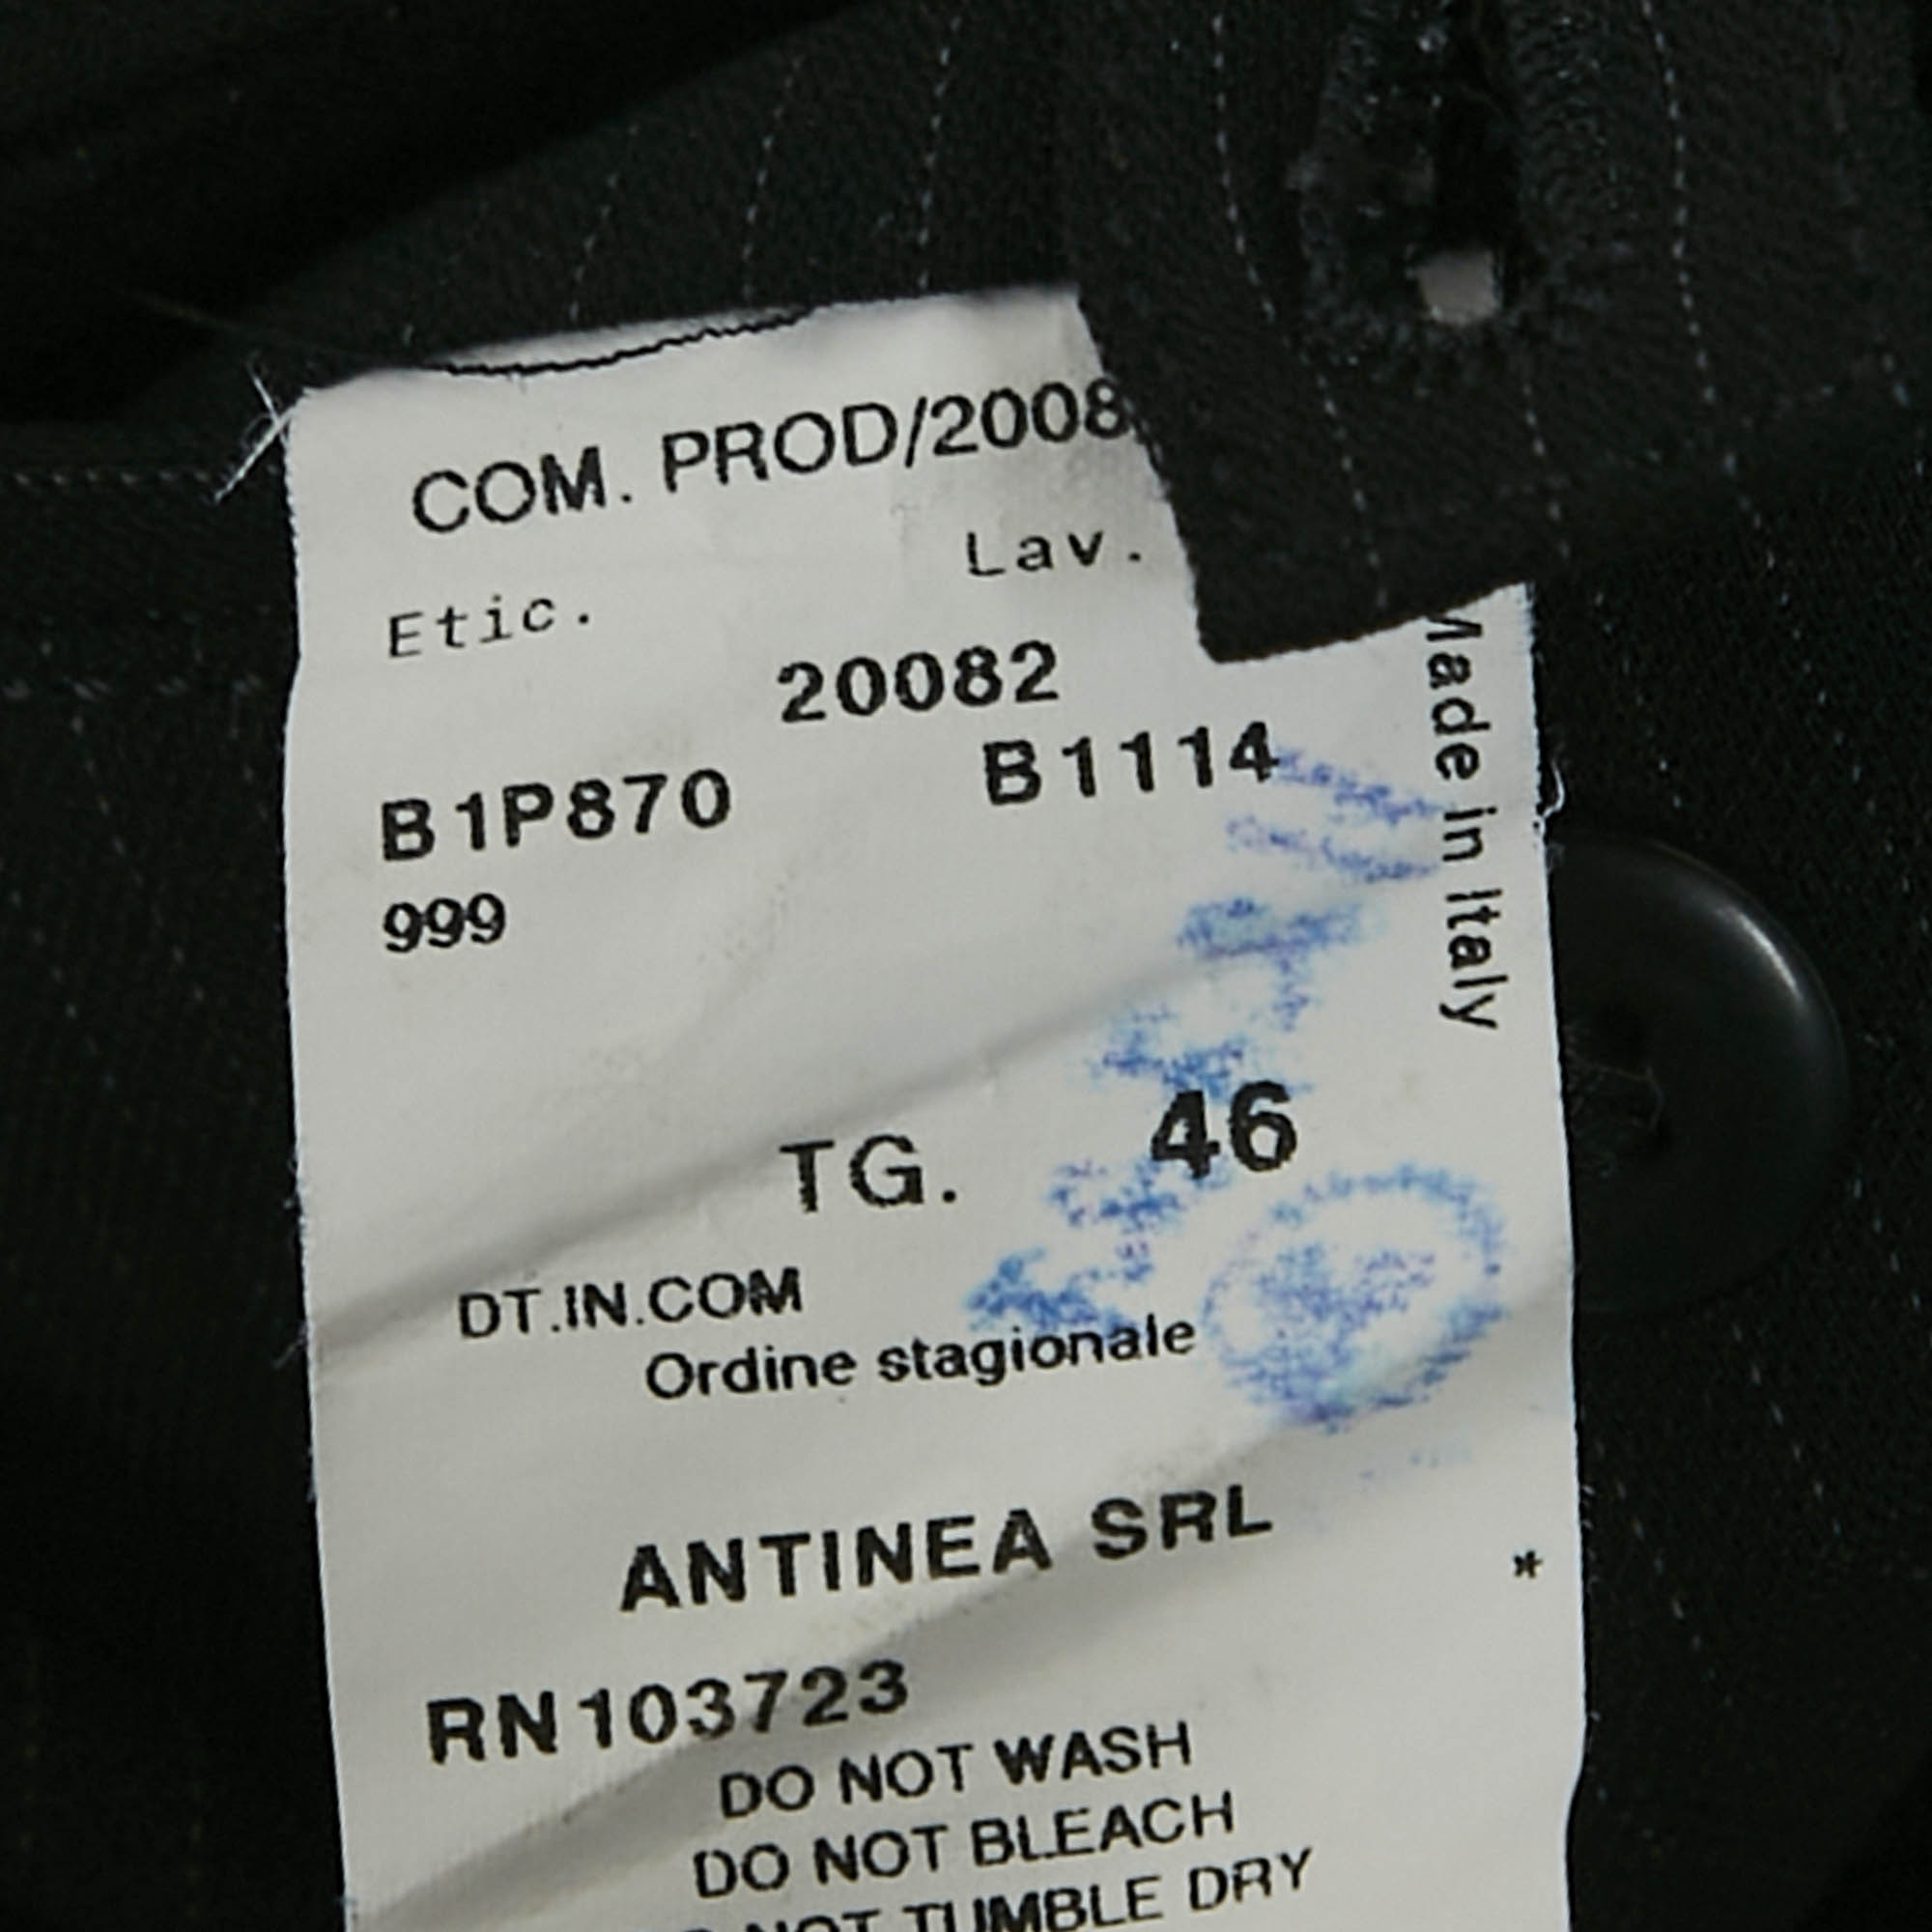 COM. PROD/2008
Lav.
Etic.
20082
B1P870 B1114
999
Made in Italy
TG. 46
DT.IN.COM
Ordine stagionale
ANTINEA SRL
*
RN103723
DO NOT WASH
DO NOT BLEACH
NOT TUMBLE DRY